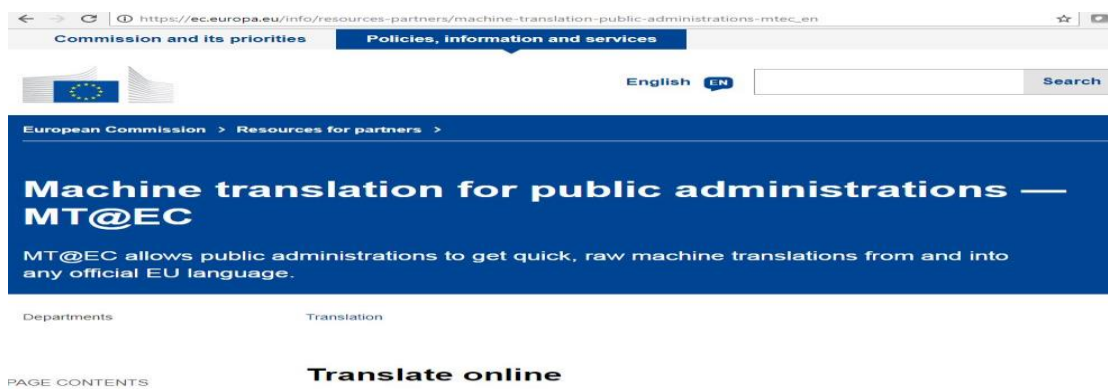 https://ec.europa.eu/info/resources-partners/machine-translation-public-administrations-mtec_en
Commission and its priorities Policies, information and services
English EN Search
European Commission > Resources for partners >
Machine translation for public administrations —
MT@EC
MT@EC allows public administrations to get quick, raw machine translations from and into
any official EU language.
Departments Translation
PAGE CONTENTS Translate online